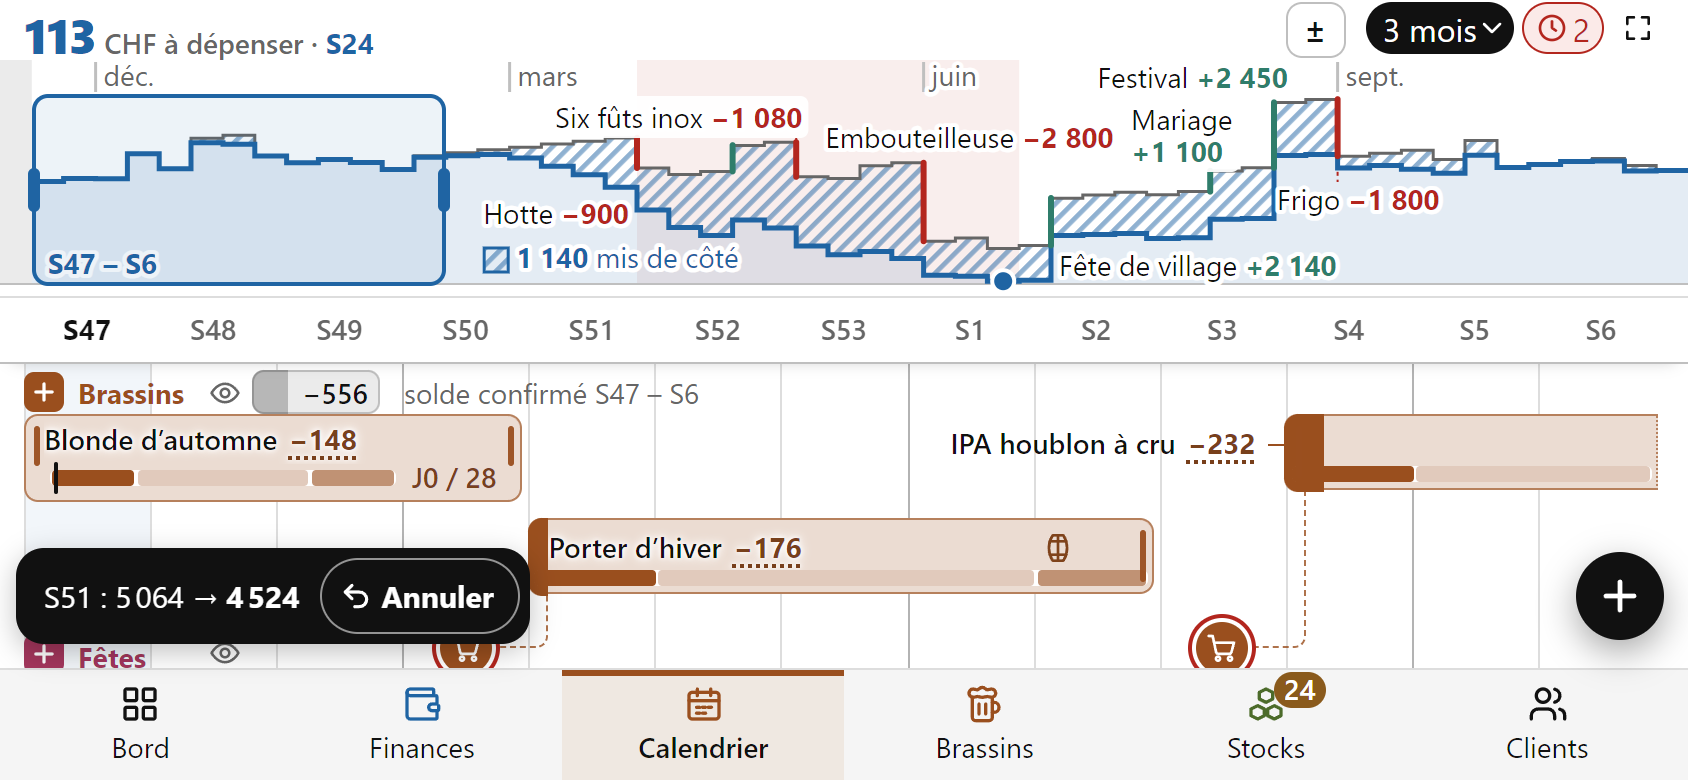 113 CHF à dépenser · S24
±
3 mois
2
déc.
mars
juin
sept.
Festival +2 450
Six fûts inox −1 080
Mariage
+1 100
Embouteilleuse −2 800
Hotte −900
Frigo −1 800
1 140 mis de côté
Fête de village +2 140
S47 – S6
S47 S48 S49 S50 S51 S52 S53 S1 S2 S3 S4 S5 S6
Brassins −556 solde confirmé S47 – S6
Blonde d’automne −148
IPA houblon à cru −232
J0 / 28
Porter d’hiver −176
S51 : 5 064 → 4 524 Annuler
Fêtes
24
Bord Finances Calendrier Brassins Stocks Clients